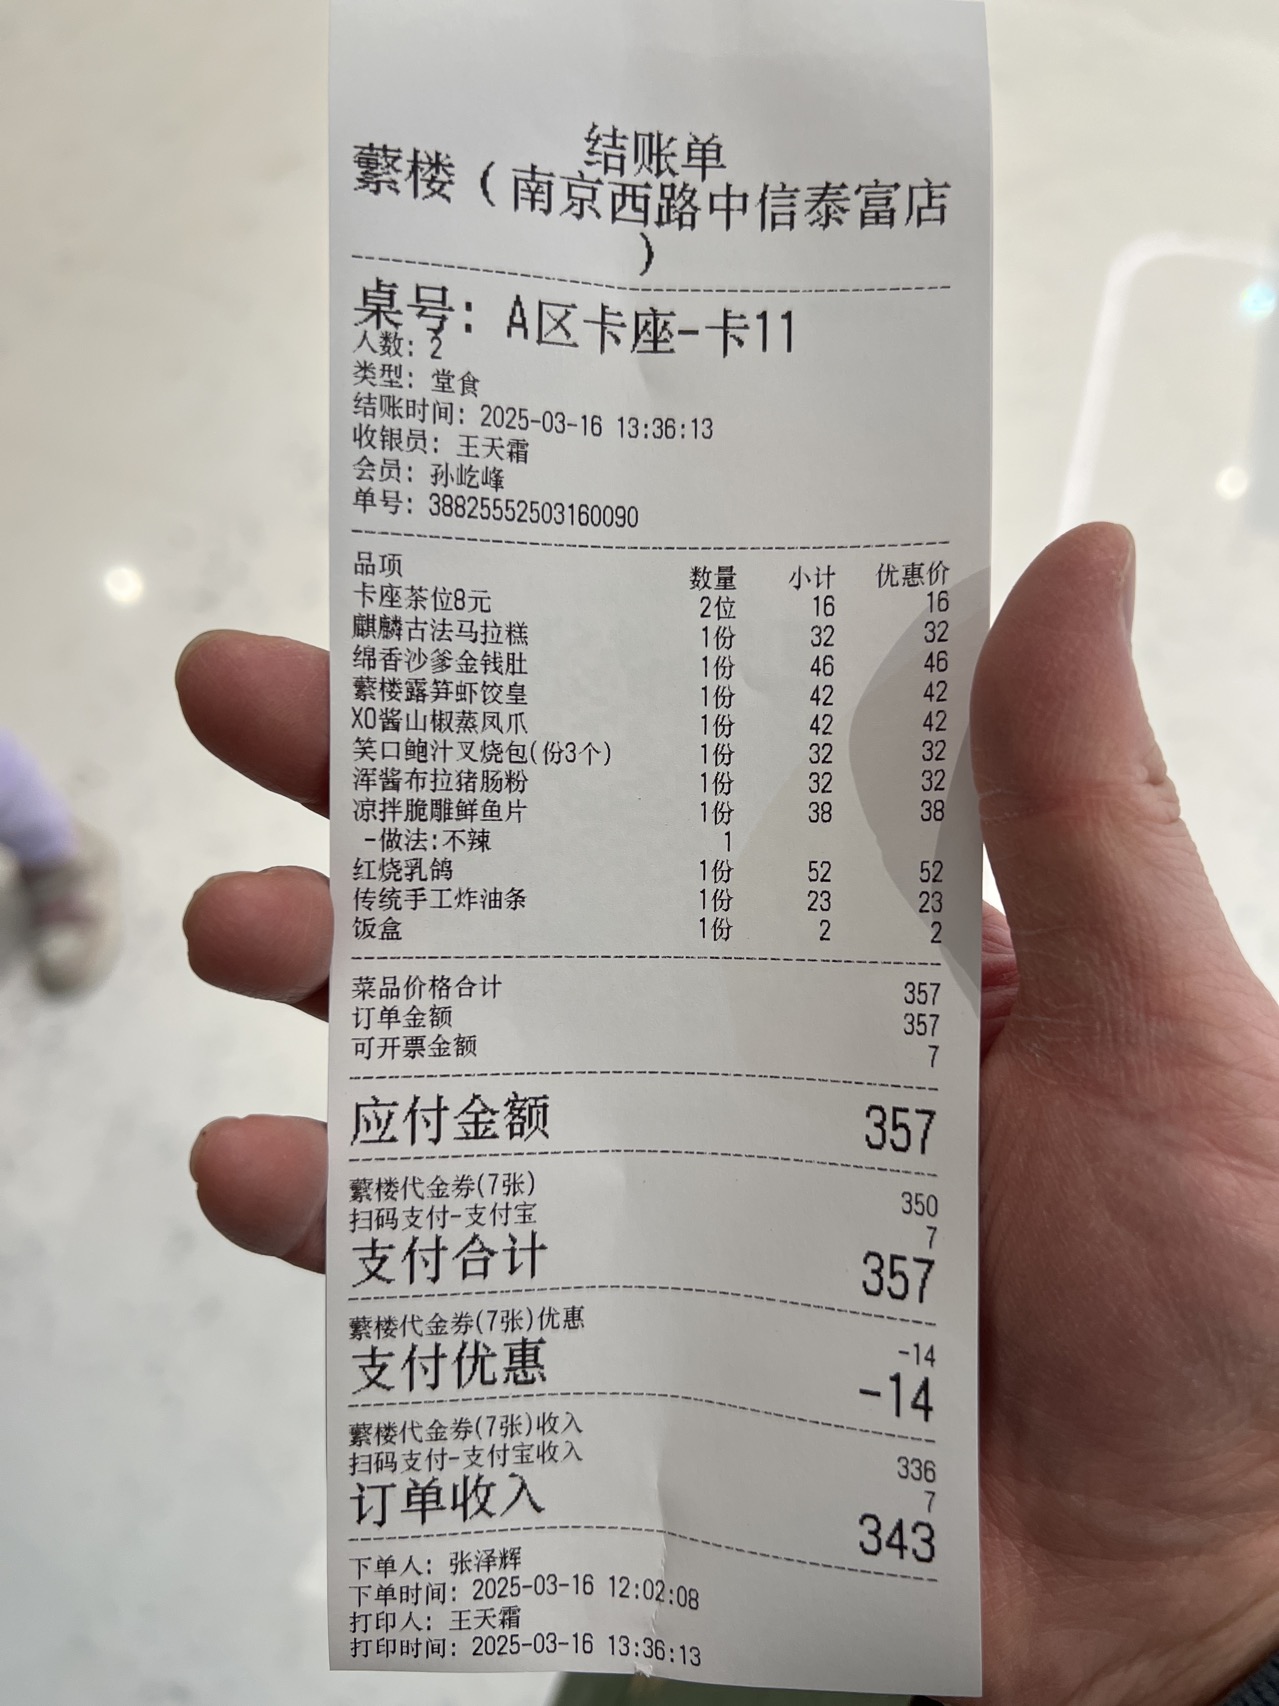 结账单
蘩楼（南京西路中信泰富店
）
桌号：A区卡座-卡11
人数：2
类型：堂食
结账时间：2025-03-16 13:36:13
收银员：王天霜
会员：孙屹峰
单号：38825552503160090
品项 数量 小计 优惠价
卡座茶位8元 2位 16 16
麒麟古法马拉糕 1份 32 32
绵香沙爹金钱肚 1份 46 46
蘩楼露笋虾饺皇 1份 42 42
XO酱山椒蒸凤爪 1份 42 42
笑口鲍汁叉烧包(份3个) 1份 32 32
浑酱布拉猪肠粉 1份 32 32
凉拌脆雕鲜鱼片 1份 38 38
-做法:不辣 1
红烧乳鸽 1份 52 52
传统手工炸油条 1份 23 23
饭盒 1份 2 2
菜品价格合计 357
订单金额 357
可开票金额 7
应付金额 357
蘩楼代金券(7张) 350
扫码支付-支付宝 7
支付合计 357
蘩楼代金券(7张)优惠 -14
支付优惠 -14
蘩楼代金券(7张)收入 336
扫码支付-支付宝收入 7
订单收入 343
下单人：张泽辉
下单时间：2025-03-16 12:02:08
打印人：王天霜
打印时间：2025-03-16 13:36:13